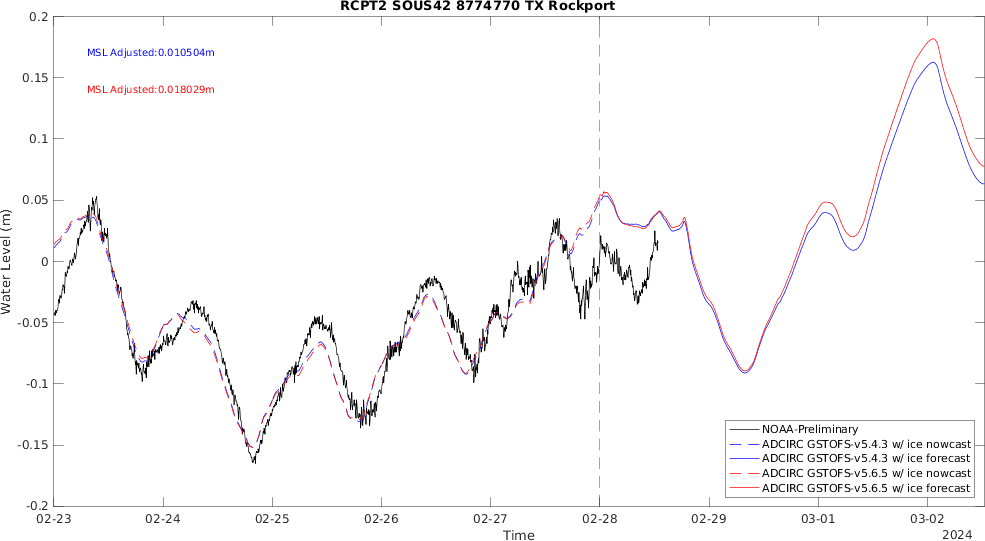 RCPT2 SOUS42 8774770 TX Rockport
0.2
MSL Adjusted:0.010504m
0.15
MSL Adjusted:0.018029m
0.1
0.05
Water Level (m)
0
-0.05
-0.1
NOAA-Preliminary
ADCIRC GSTOFS-v5.4.3 w/ ice nowcast
-0.15
ADCIRC GSTOFS-v5.4.3 w/ ice forecast
ADCIRC GSTOFS-v5.6.5 w/ ice nowcast
ADCIRC GSTOFS-v5.6.5 w/ ice forecast
-0.2
02-23 02-24 02-25 02-26 02-27 02-28 02-29 03-01 03-02
Time
2024